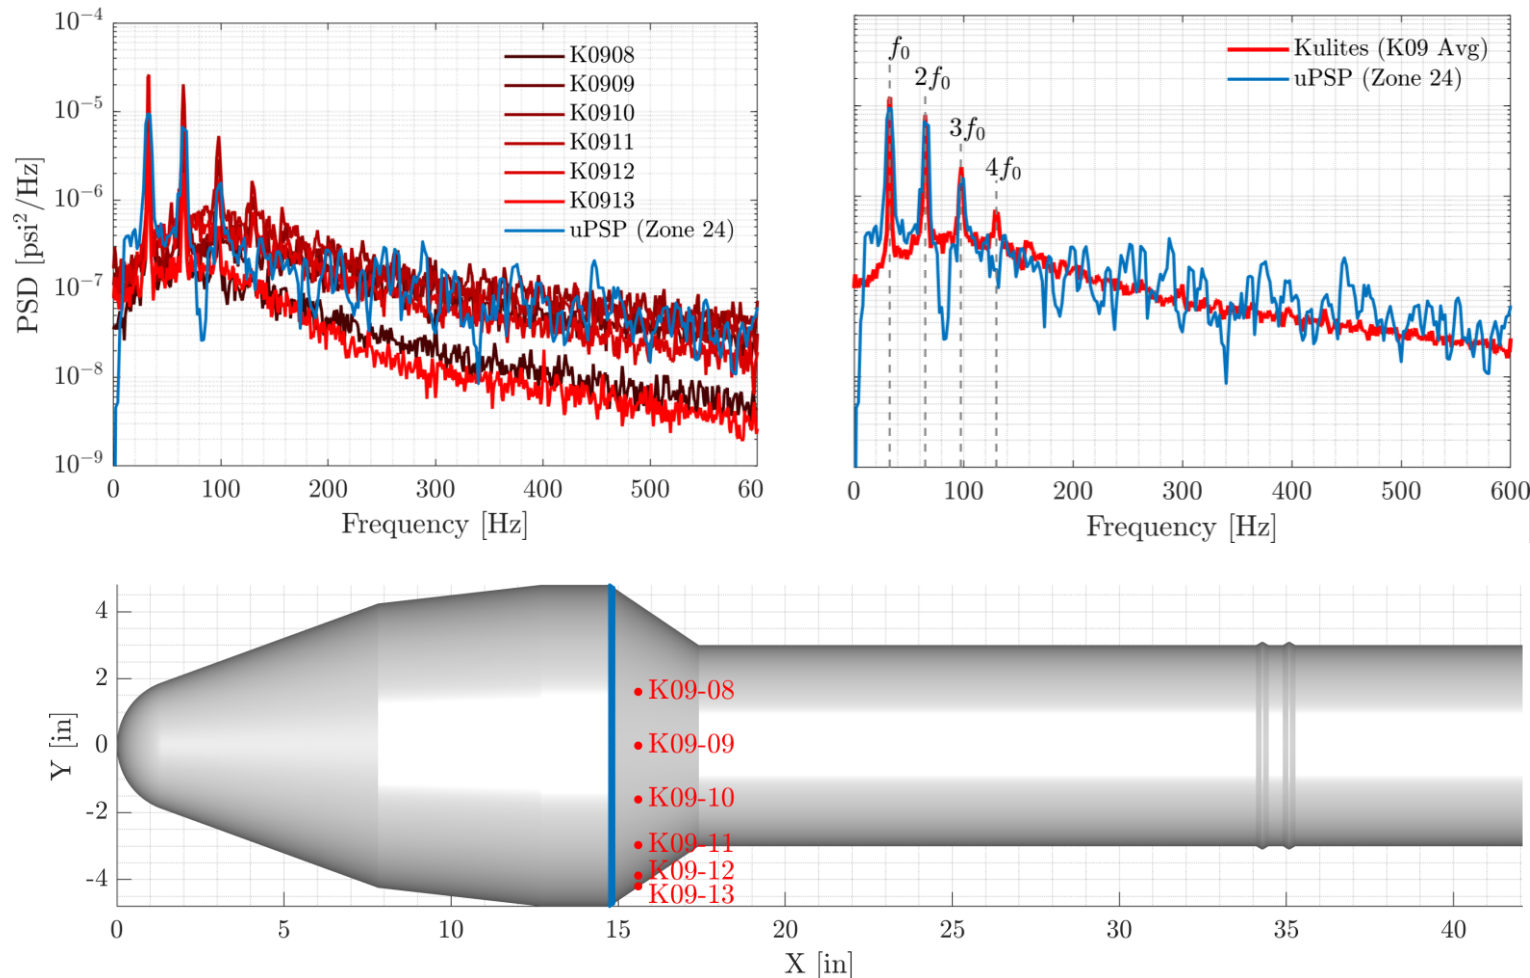 10⁻⁴
10⁻⁵
10⁻⁶
10⁻⁷
10⁻⁸
10⁻⁹
PSD [psi²/Hz]
K0908
K0909
K0910
K0911
K0912
K0913
uPSP (Zone 24)
0 100 200 300 400 500 60
Frequency [Hz]
f₀
2f₀
3f₀
4f₀
Kulites (K09 Avg)
uPSP (Zone 24)
0 100 200 300 400 500 600
Frequency [Hz]
4
2
0
-2
-4
Y [in]
K09-08
K09-09
K09-10
K09-11
K09-12
K09-13
0 5 10 15 20 25 30 35 40
X [in]